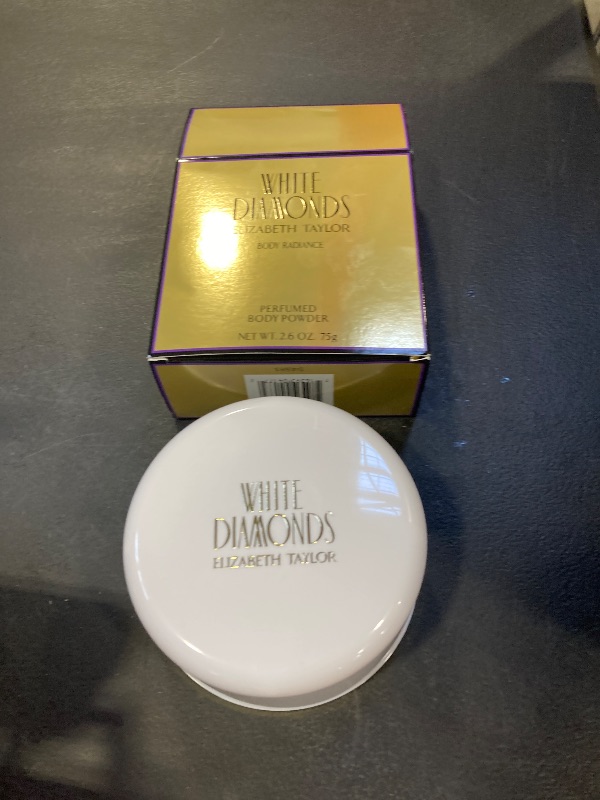 WHITE
DIAMONDS
ELIZABETH TAYLOR
BODY RADIANCE
PERFUMED
BODY POWDER
NET WT. 2.6 OZ. 75g
WHITE
DIAMONDS
ELIZABETH TAYLOR